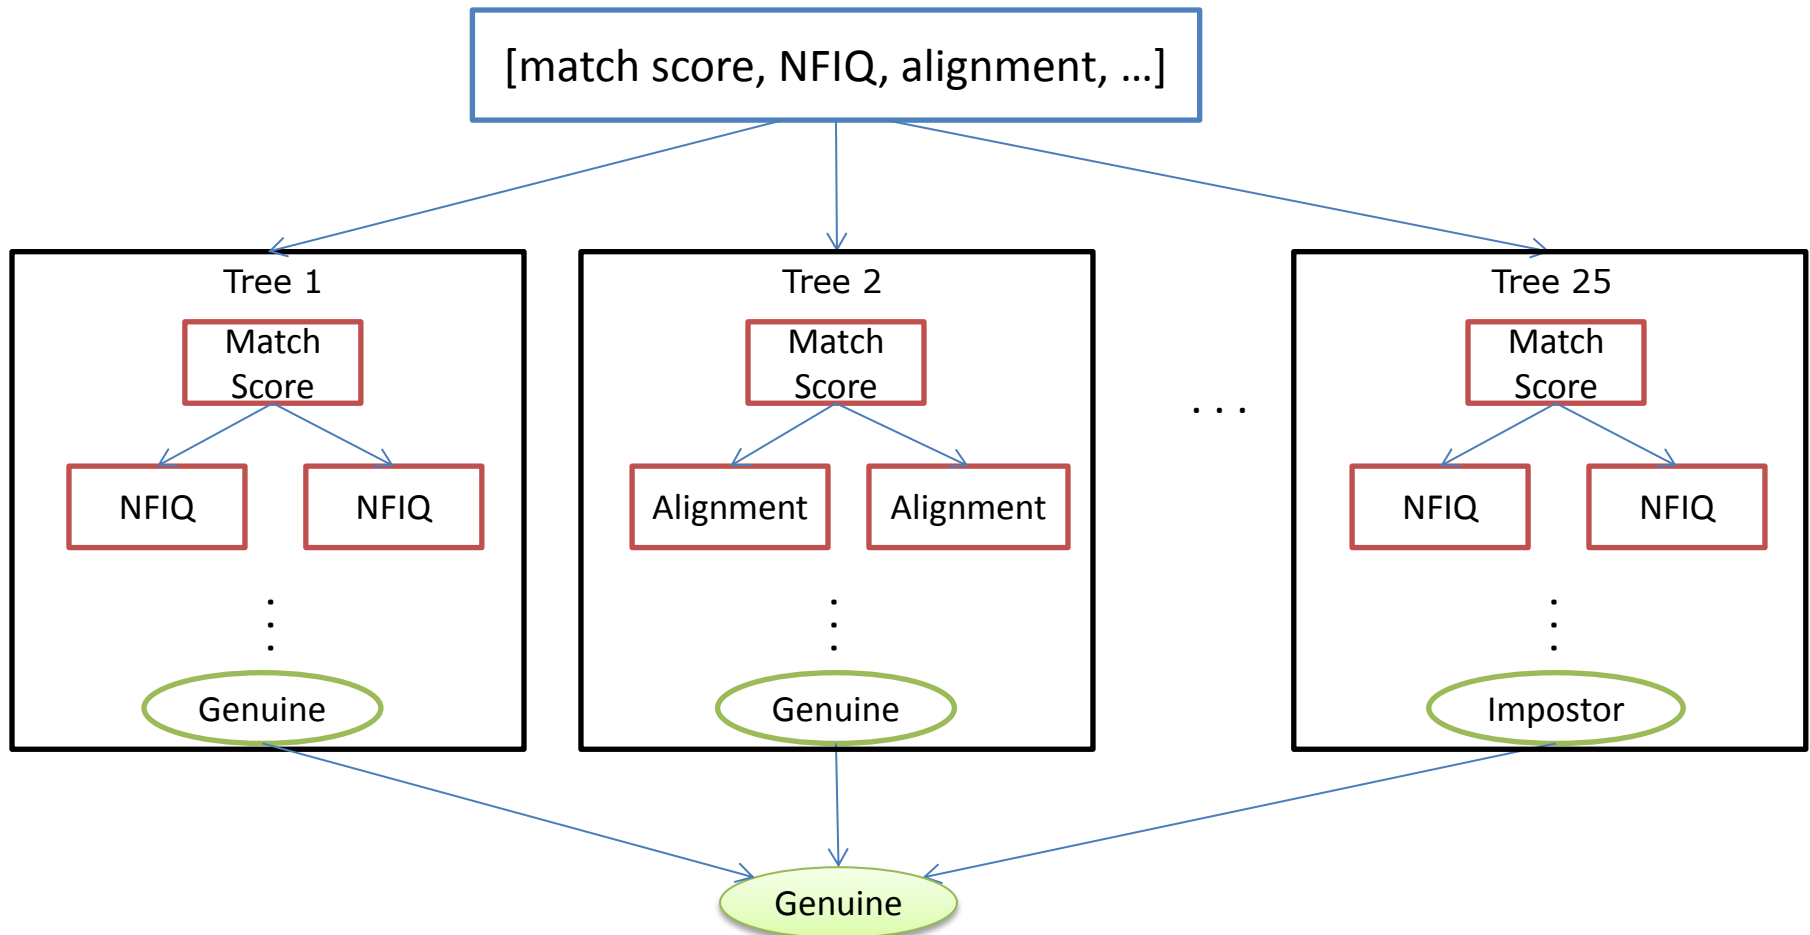 [match score, NFIQ, alignment, ...]
Tree 1
Match
Score
NFIQ
NFIQ
Genuine
Tree 2
Match
Score
Alignment
Alignment
Genuine
. . .
Tree 25
Match
Score
NFIQ
NFIQ
Impostor
Genuine